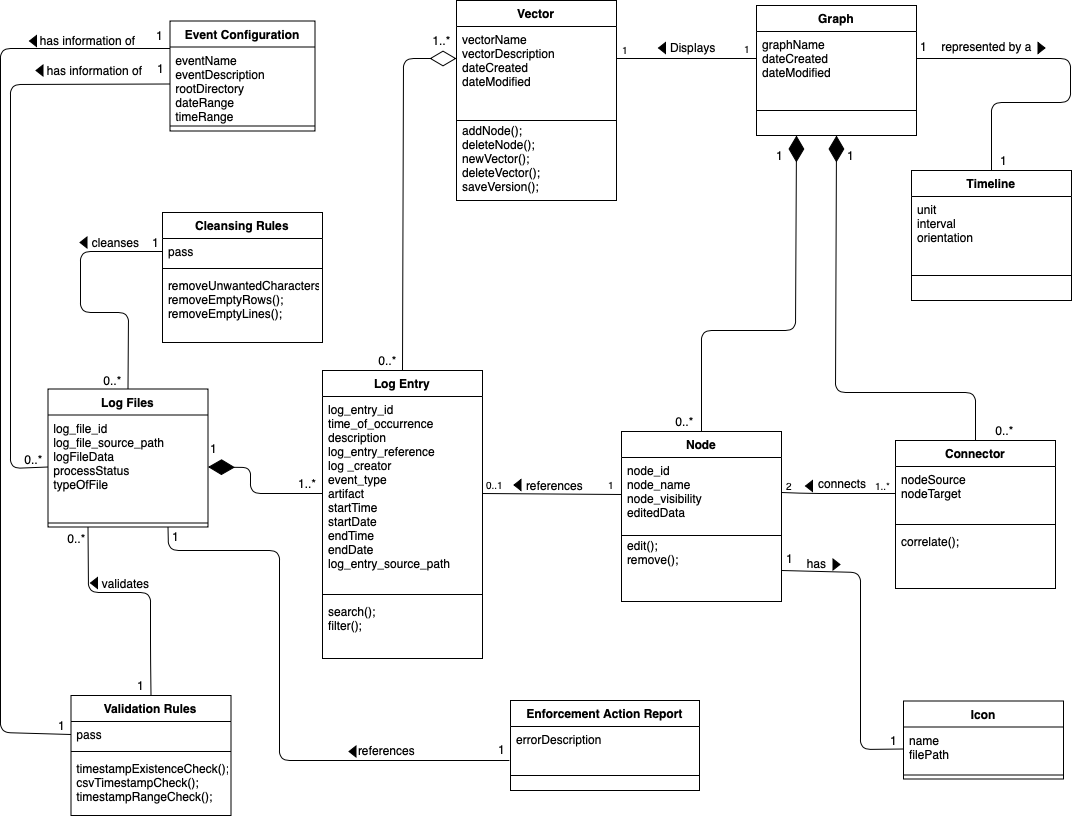 Event Configuration
eventName
eventDescription
rootDirectory
dateRange
timeRange
has information of
1
has information of
1
Vector
vectorName
vectorDescription
dateCreated
dateModified
addNode();
deleteNode();
newVector();
deleteVector();
saveVersion();
1..*
1
Displays
1
Graph
graphName
dateCreated
dateModified
1
represented by a
1
1
1
Timeline
unit
interval
orientation
Cleansing Rules
pass
removeUnwantedCharacters
removeEmptyRows();
removeEmptyLines();
cleanses
1
0..*
0..*
Log Files
log_file_id
log_file_source_path
logFileData
processStatus
typeOfFile
0..*
1
1..*
Log Entry
log_entry_id
time_of_occurrence
description
log_entry_reference
log _creator
event_type
artifact
startTime
startDate
endTime
endDate
log_entry_source_path
search();
filter();
0..1
references
1
0..*
Node
node_id
node_name
node_visibility
editedData
edit();
remove();
2
connects
1..*
0..*
Connector
nodeSource
nodeTarget
correlate();
1
has
0..*
1
validates
1
1
Validation Rules
pass
timestampExistenceCheck();
csvTimestampCheck();
timestampRangeCheck();
references
1
Enforcement Action Report
errorDescription
1
Icon
name
filePath